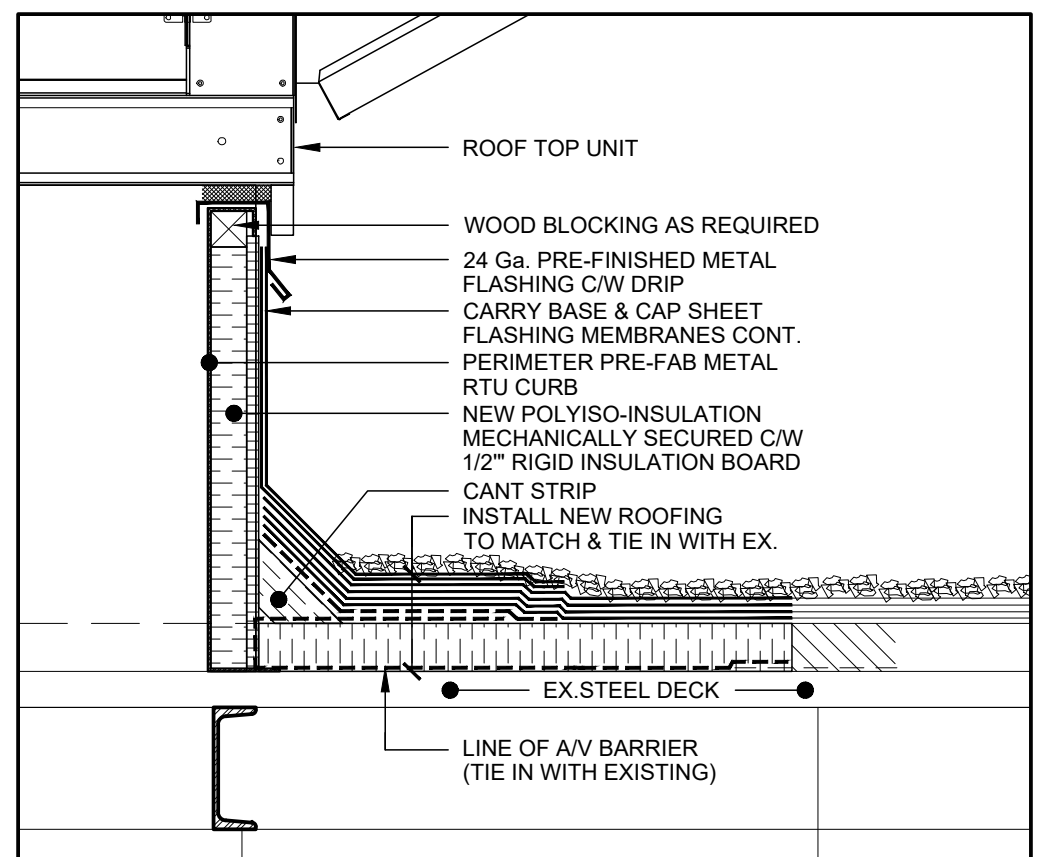 ROOF TOP UNIT
WOOD BLOCKING AS REQUIRED
24 Ga. PRE-FINISHED METAL
FLASHING C/W DRIP
CARRY BASE & CAP SHEET
FLASHING MEMBRANES CONT.
PERIMETER PRE-FAB METAL
RTU CURB
NEW POLYISO-INSULATION
MECHANICALLY SECURED C/W
1/2"' RIGID INSULATION BOARD
CANT STRIP
INSTALL NEW ROOFING
TO MATCH & TIE IN WITH EX.
EX.STEEL DECK
LINE OF A/V BARRIER
(TIE IN WITH EXISTING)